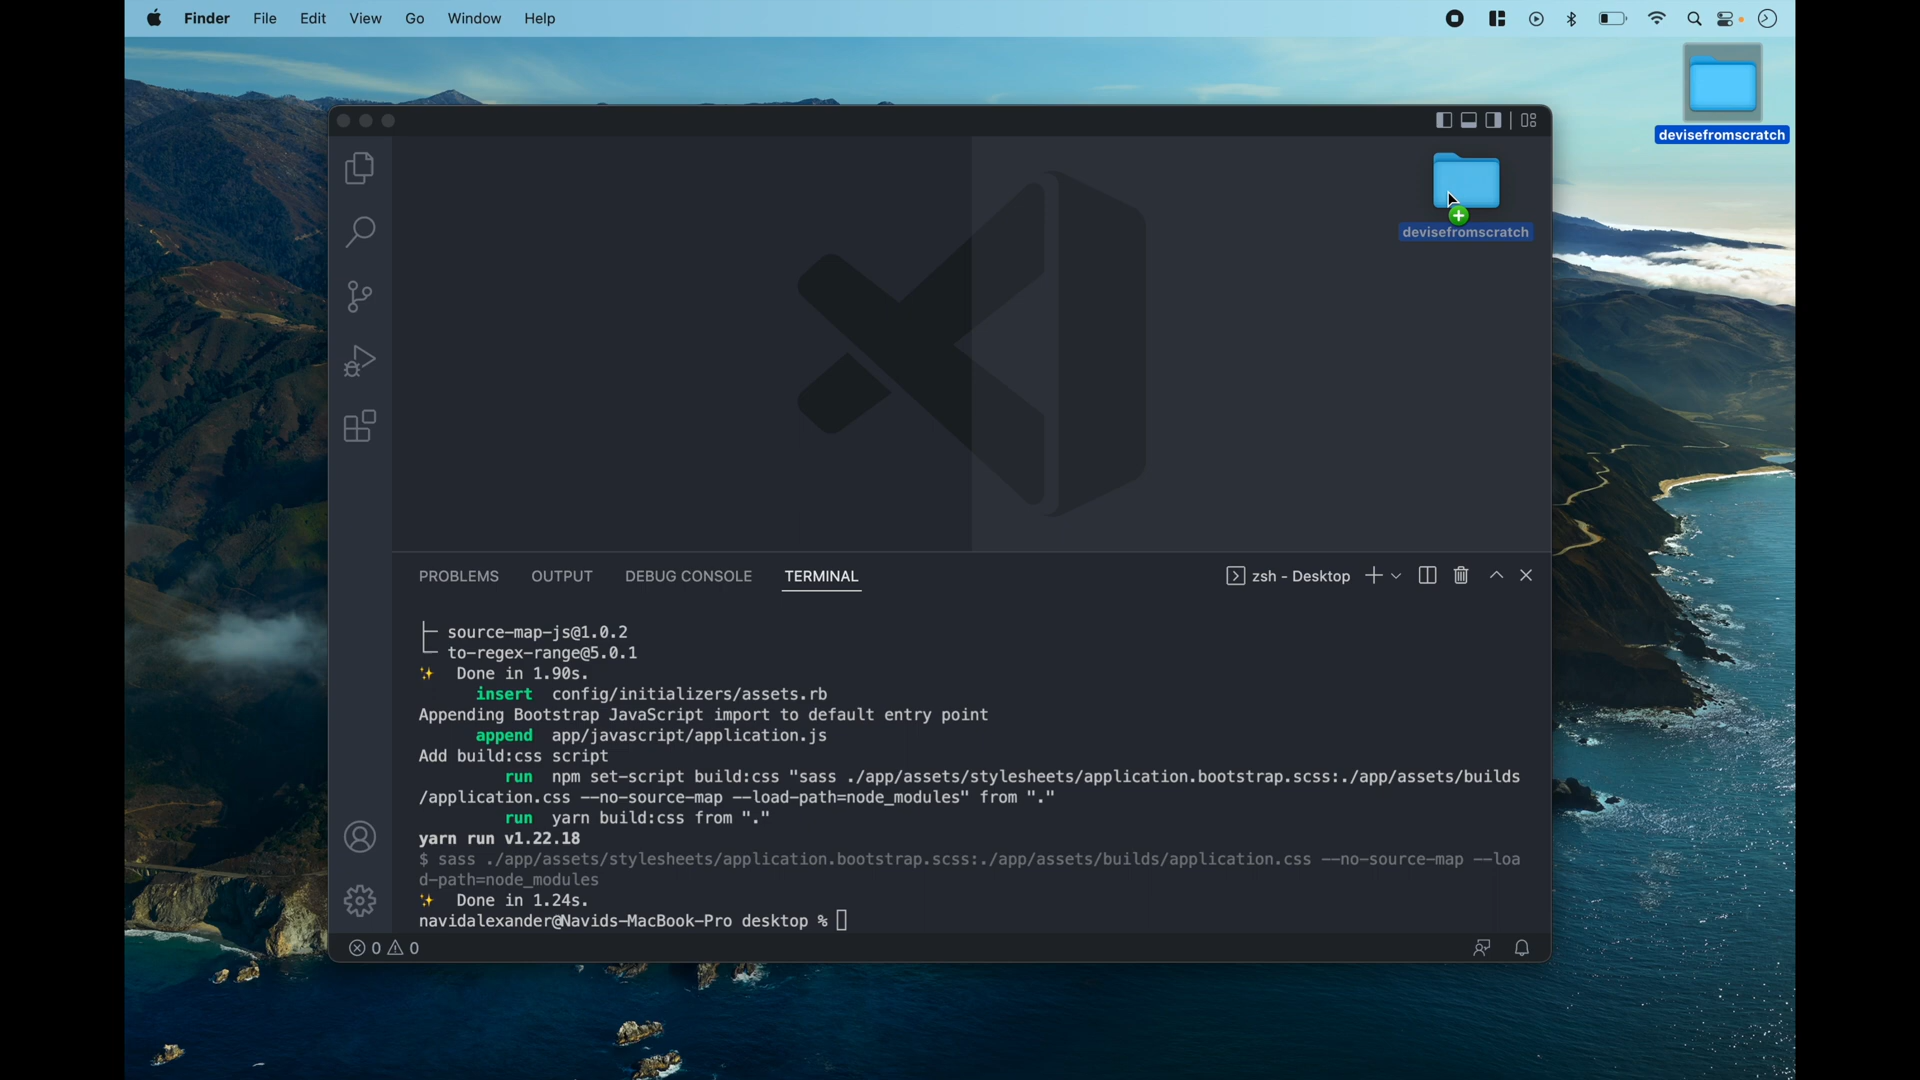 Finder File Edit View Go Window Help
devisefromscratch
devisefromscratch
PROBLEMS OUTPUT DEBUG CONSOLE TERMINAL zsh - Desktop
├─ source-map-js@1.0.2
└─ to-regex-range@5.0.1
✨ Done in 1.90s.
insert config/initializers/assets.rb
Appending Bootstrap JavaScript import to default entry point
append app/javascript/application.js
Add build:css script
run npm set-script build:css "sass ./app/assets/stylesheets/application.bootstrap.scss:./app/assets/builds
/application.css --no-source-map --load-path=node_modules" from "."
run yarn build:css from "."
yarn run v1.22.18
$ sass ./app/assets/stylesheets/application.bootstrap.scss:./app/assets/builds/application.css --no-source-map --loa
d-path=node_modules
✨ Done in 1.24s.
navidalexander@Navids-MacBook-Pro desktop %
0 0